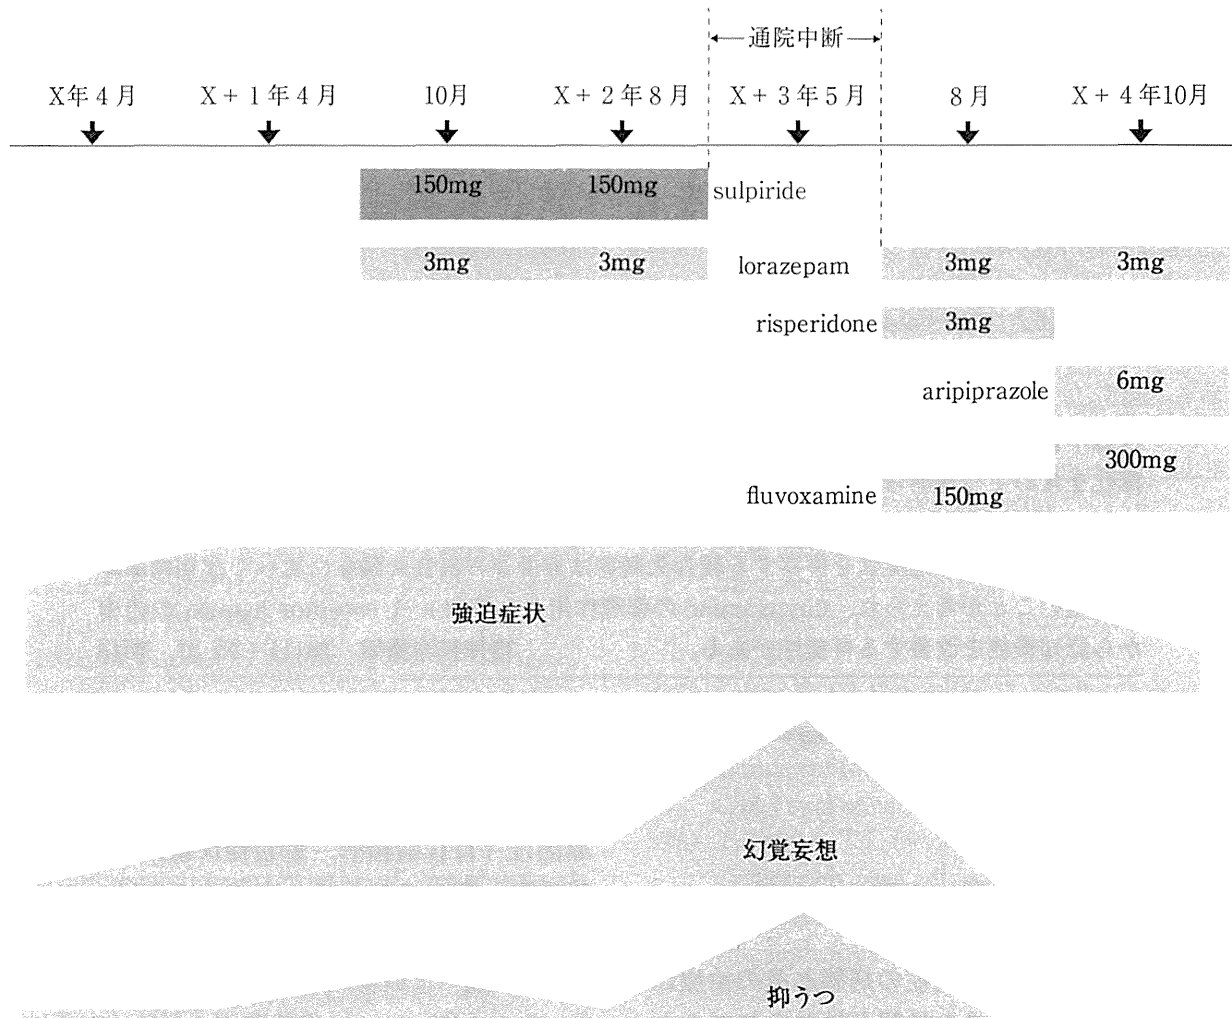 通院中断
X年4月 X+1年4月 10月 X+2年8月 X+3年5月 8月 X+4年10月
150mg 150mg sulpiride
3mg 3mg lorazepam 3mg 3mg
risperidone 3mg
aripiprazole 6mg
300mg
fluvoxamine 150mg
強迫症状
幻覚妄想
抑うつ